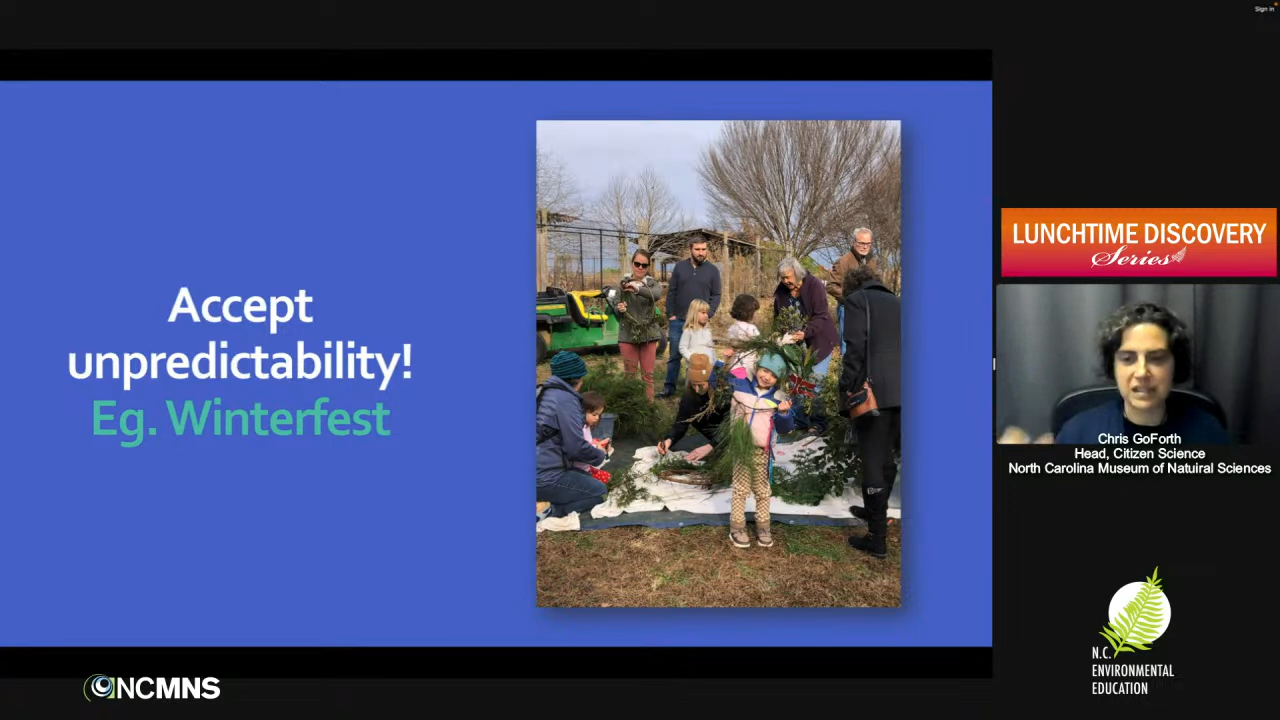 Sign in
Accept
unpredictability!
Eg. Winterfest
LUNCHTIME DISCOVERY
Series
Chris GoForth
Head, Citizen Science
North Carolina Museum of Natuiral Sciences
NCMNS
N.C.
ENVIRONMENTAL
EDUCATION